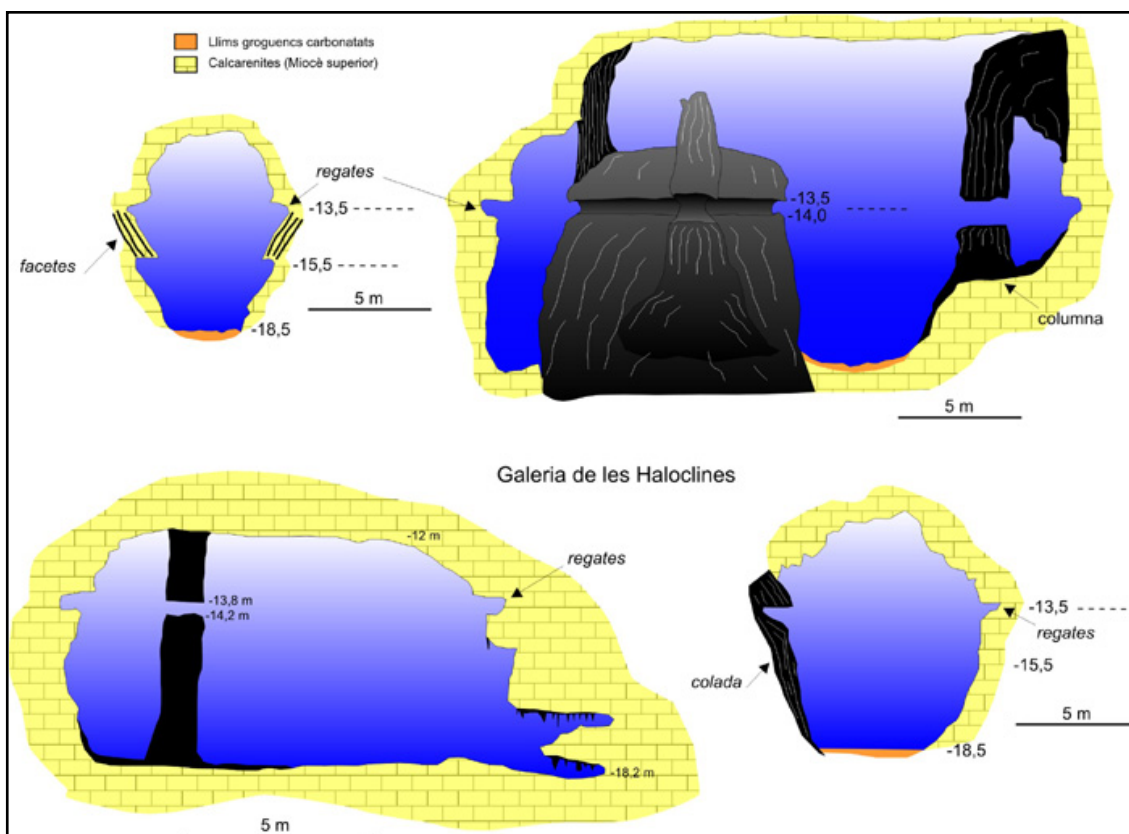 Llims groguencs carbonatats
Calcarenites (Miocè superior)
regates
-13,5
facetes
-15,5
5 m
-18,5
-13,5
-14,0
columna
5 m
Galeria de les Haloclines
-12 m
regates
-13,8 m
-14,2 m
-18,2 m
5 m
-13,5
regates
-15,5
colada
5 m
-18,5